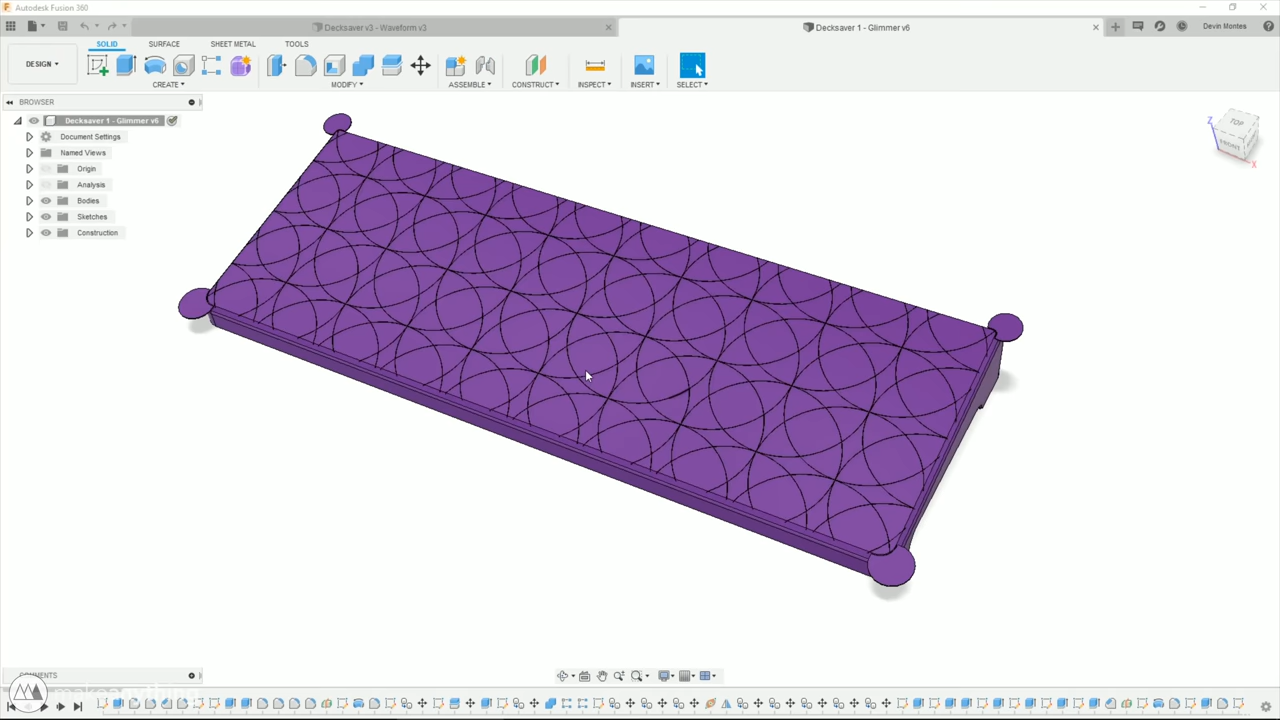 Autodesk Fusion 360
Decksaver v3 - Waveform v3
Decksaver 1 - Glimmer v6
Devin Montes
SOLID
SURFACE
SHEET METAL
TOOLS
DESIGN
CREATE
MODIFY
ASSEMBLE
CONSTRUCT
INSPECT
INSERT
SELECT
BROWSER
Decksaver 1 - Glimmer v6
Document Settings
Named Views
Origin
Analysis
Bodies
Sketches
Construction
Z
TOP
FRONT
X
COMMENTS